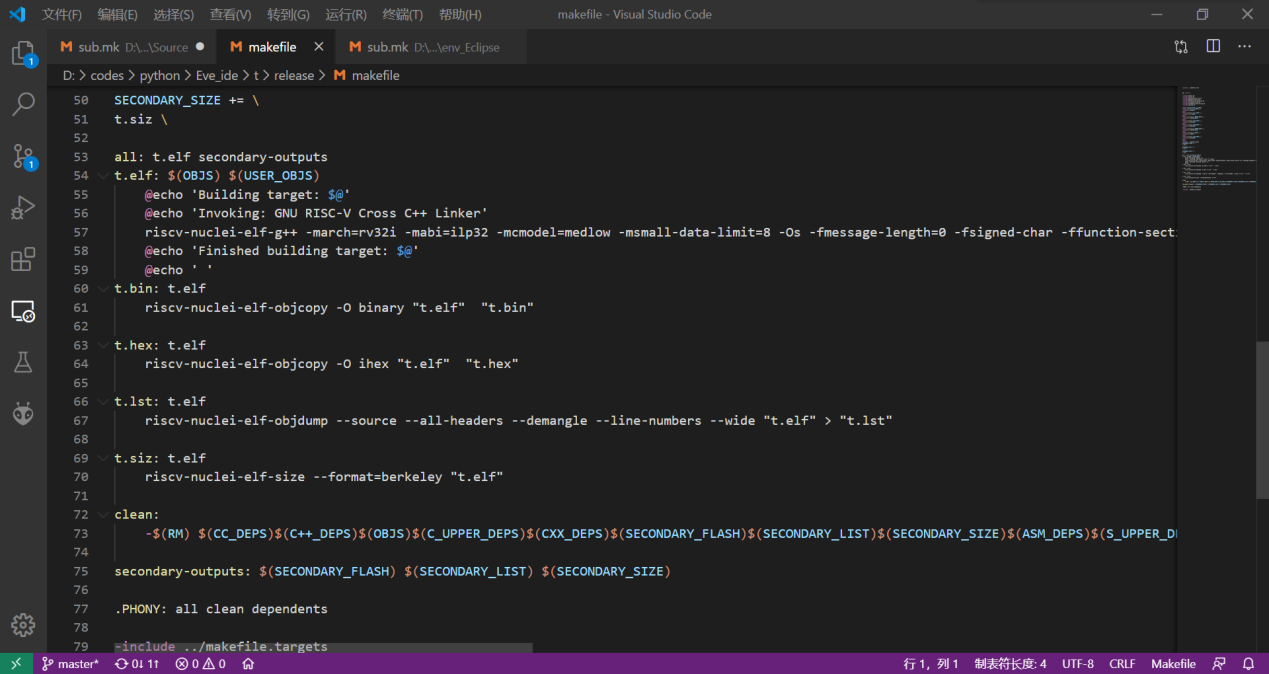 文件(F) 编辑(E) 选择(S) 查看(V) 转到(G) 运行(R) 终端(T) 帮助(H) makefile - Visual Studio Code
M sub.mk D:\...\Source M makefile M sub.mk D:\...\env_Eclipse
D: > codes > python > Eve_ide > t > release > M makefile
1
1
50 SECONDARY_SIZE += \
51 t.siz \
52
53 all: t.elf secondary-outputs
54 t.elf: $(OBJS) $(USER_OBJS)
55 @echo 'Building target: $@'
56 @echo 'Invoking: GNU RISC-V Cross C++ Linker'
57 riscv-nuclei-elf-g++ -march=rv32i -mabi=ilp32 -mcmodel=medlow -msmall-data-limit=8 -Os -fmessage-length=0 -fsigned-char -ffunction-secti
58 @echo 'Finished building target: $@'
59 @echo ' '
60 t.bin: t.elf
61 riscv-nuclei-elf-objcopy -O binary "t.elf"  "t.bin"
62
63 t.hex: t.elf
64 riscv-nuclei-elf-objcopy -O ihex "t.elf"  "t.hex"
65
66 t.lst: t.elf
67 riscv-nuclei-elf-objdump --source --all-headers --demangle --line-numbers --wide "t.elf" > "t.lst"
68
69 t.siz: t.elf
70 riscv-nuclei-elf-size --format=berkeley "t.elf"
71
72 clean:
73 -$(RM) $(CC_DEPS)$(C++_DEPS)$(OBJS)$(C_UPPER_DEPS)$(CXX_DEPS)$(SECONDARY_FLASH)$(SECONDARY_LIST)$(SECONDARY_SIZE)$(ASM_DEPS)$(S_UPPER_D
74
75 secondary-outputs: $(SECONDARY_FLASH) $(SECONDARY_LIST) $(SECONDARY_SIZE)
76
77 .PHONY: all clean dependents
78
79 -include ../makefile.targets
master* 0↓ 1↑ 0 0 行 1，列 1 制表符长度: 4 UTF-8 CRLF Makefile